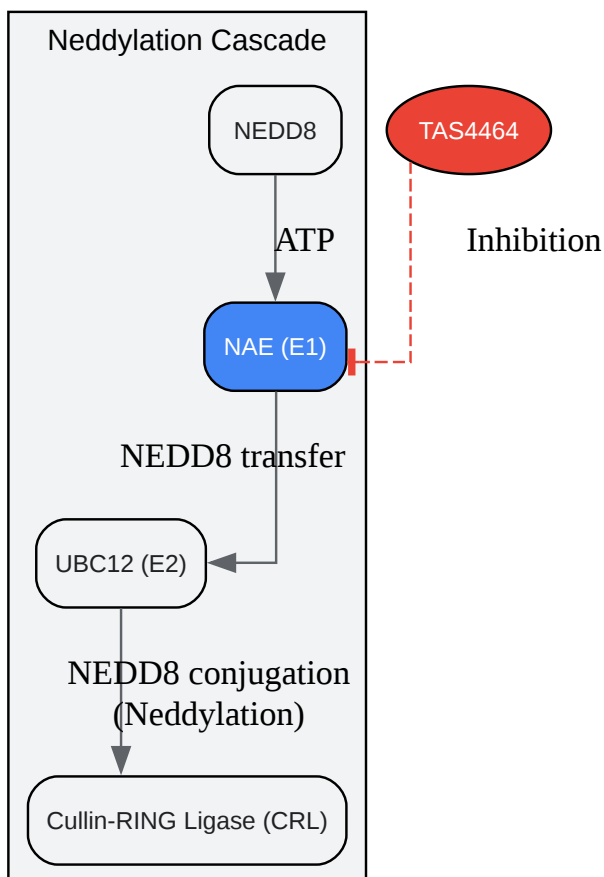 Neddylation Cascade
NEDD8
TAS4464
ATP
Inhibition
NAE (E1)
NEDD8 transfer
UBC12 (E2)
NEDD8 conjugation
(Neddylation)
Cullin-RING Ligase (CRL)